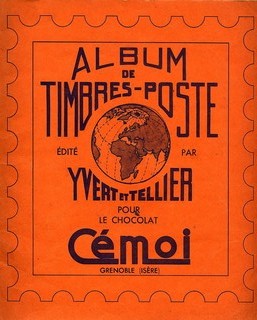 ALBUM
DE
TIMBRES-POSTE
ÉDITÉ PAR
YVERT ET TELLIER
POUR
LE CHOCOLAT
Cémoi
GRENOBLE (ISÈRE)